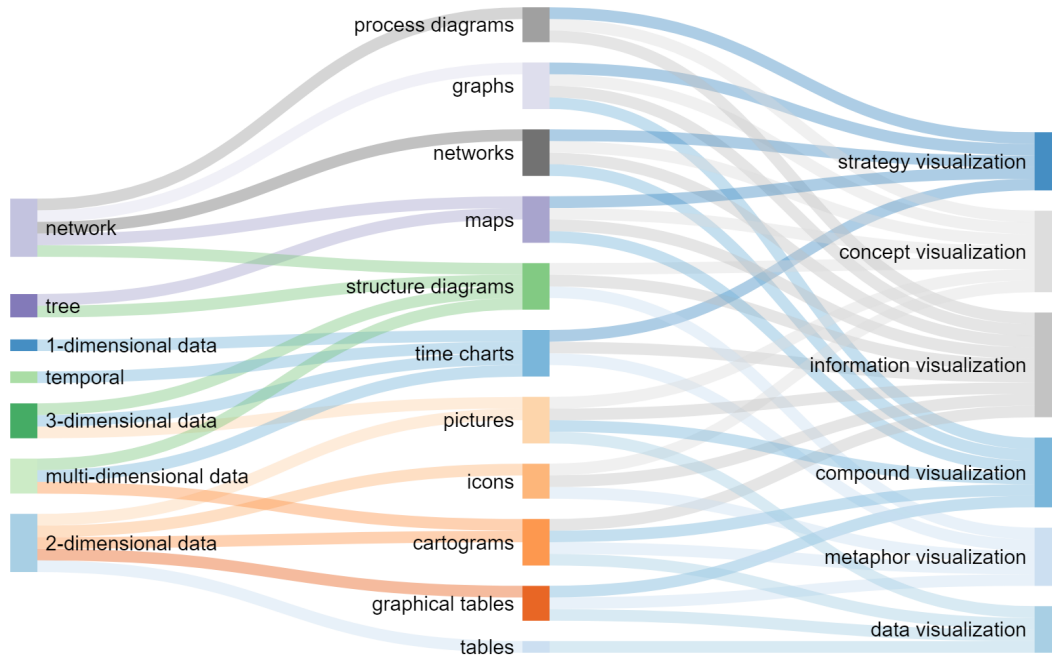 network
tree
1-dimensional data
temporal
3-dimensional data
multi-dimensional data
2-dimensional data
process diagrams
graphs
networks
maps
structure diagrams
time charts
pictures
icons
cartograms
graphical tables
tables
strategy visualization
concept visualization
information visualization
compound visualization
metaphor visualization
data visualization